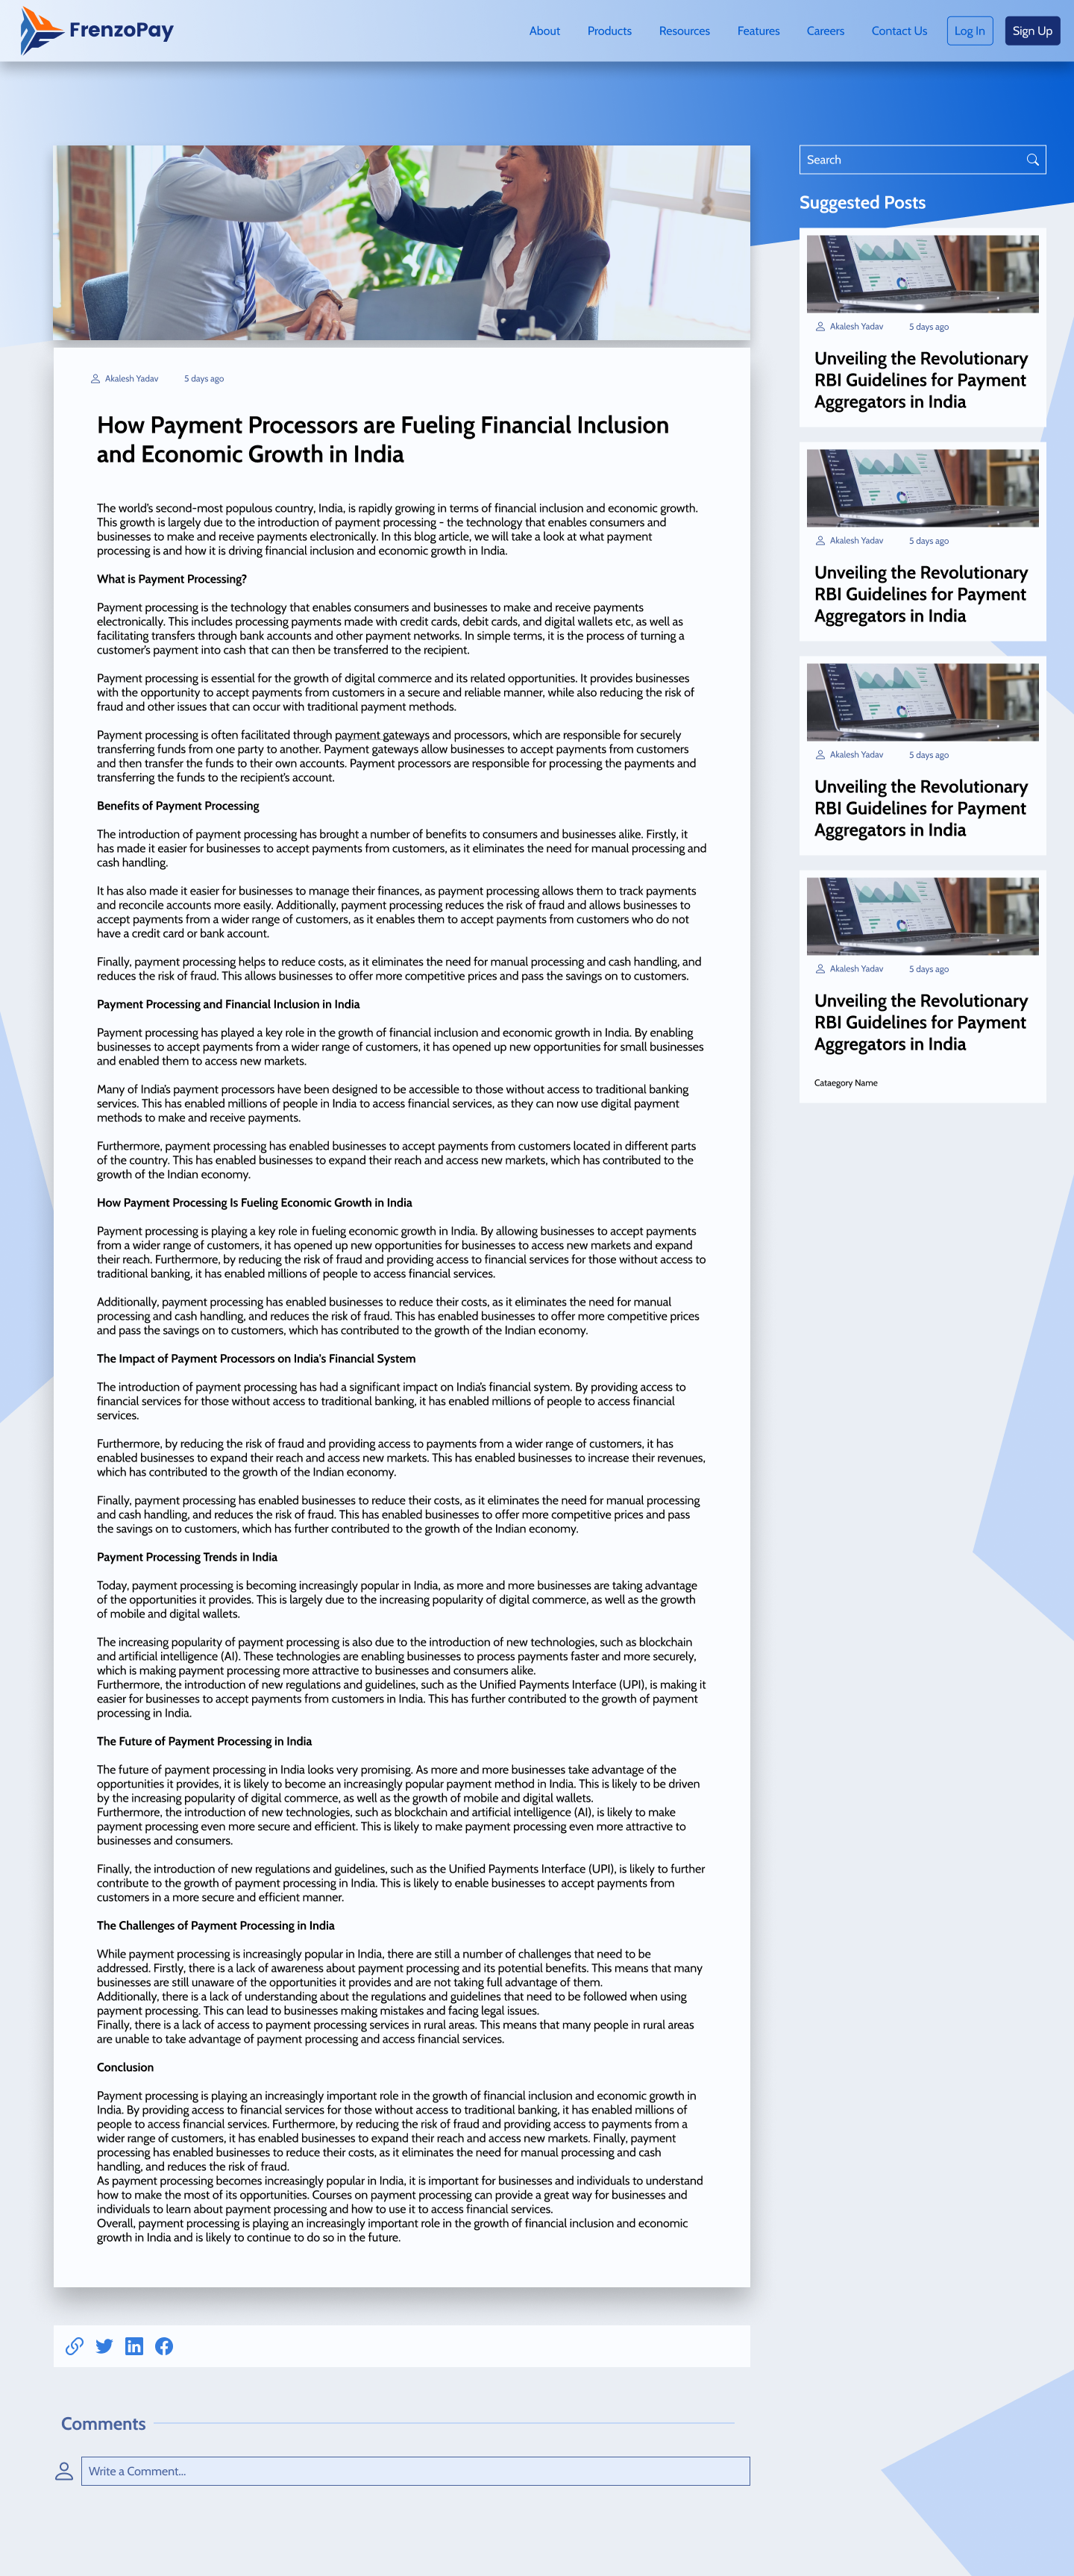 FrenzoPay
About
Products
Resources
Features
Careers
Contact Us
Log In
Sign Up
Akalesh Yadav 5 days ago
How Payment Processors are Fueling Financial Inclusion
and Economic Growth in India
The world's second-most populous country, India, is rapidly growing in terms of financial inclusion and economic growth.
This growth is largely due to the introduction of payment processing - the technology that enables consumers and
businesses to make and receive payments electronically. In this blog article, we will take a look at what payment
processing is and how it is driving financial inclusion and economic growth in India.
What is Payment Processing?
Payment processing is the technology that enables consumers and businesses to make and receive payments
electronically. This includes processing payments made with credit cards, debit cards, and digital wallets etc, as well as
facilitating transfers through bank accounts and other payment networks. In simple terms, it is the process of turning a
customer's payment into cash that can then be transferred to the recipient.
Payment processing is essential for the growth of digital commerce and its related opportunities. It provides businesses
with the opportunity to accept payments from customers in a secure and reliable manner, while also reducing the risk of
fraud and other issues that can occur with traditional payment methods.
Payment processing is often facilitated through payment gateways and processors, which are responsible for securely
transferring funds from one party to another. Payment gateways allow businesses to accept payments from customers
and then transfer the funds to their own accounts. Payment processors are responsible for processing the payments and
transferring the funds to the recipient's account.
Benefits of Payment Processing
The introduction of payment processing has brought a number of benefits to consumers and businesses alike. Firstly, it
has made it easier for businesses to accept payments from customers, as it eliminates the need for manual processing and
cash handling.
It has also made it easier for businesses to manage their finances, as payment processing allows them to track payments
and reconcile accounts more easily. Additionally, payment processing reduces the risk of fraud and allows businesses to
accept payments from a wider range of customers, as it enables them to accept payments from customers who do not
have a credit card or bank account.
Finally, payment processing helps to reduce costs, as it eliminates the need for manual processing and cash handling, and
reduces the risk of fraud. This allows businesses to offer more competitive prices and pass the savings on to customers.
Payment Processing and Financial Inclusion in India
Payment processing has played a key role in the growth of financial inclusion and economic growth in India. By enabling
businesses to accept payments from a wider range of customers, it has opened up new opportunities for small businesses
and enabled them to access new markets.
Many of India's payment processors have been designed to be accessible to those without access to traditional banking
services. This has enabled millions of people in India to access financial services, as they can now use digital payment
methods to make and receive payments.
Furthermore, payment processing has enabled businesses to accept payments from customers located in different parts
of the country. This has enabled businesses to expand their reach and access new markets, which has contributed to the
growth of the Indian economy.
How Payment Processing Is Fueling Economic Growth in India
Payment processing is playing a key role in fueling economic growth in India. By allowing businesses to accept payments
from a wider range of customers, it has opened up new opportunities for businesses to access new markets and expand
their reach. Furthermore, by reducing the risk of fraud and providing access to financial services for those without access to
traditional banking, it has enabled millions of people to access financial services.
Additionally, payment processing has enabled businesses to reduce their costs, as it eliminates the need for manual
processing and cash handling, and reduces the risk of fraud. This has enabled businesses to offer more competitive prices
and pass the savings on to customers, which has contributed to the growth of the Indian economy.
The Impact of Payment Processors on India's Financial System
The introduction of payment processing has had a significant impact on India's financial system. By providing access to
financial services for those without access to traditional banking, it has enabled millions of people to access financial
services.
Furthermore, by reducing the risk of fraud and providing access to payments from a wider range of customers, it has
enabled businesses to expand their reach and access new markets. This has enabled businesses to increase their revenues,
which has contributed to the growth of the Indian economy.
Finally, payment processing has enabled businesses to reduce their costs, as it eliminates the need for manual processing
and cash handling, and reduces the risk of fraud. This has enabled businesses to offer more competitive prices and pass
the savings on to customers, which has further contributed to the growth of the Indian economy.
Payment Processing Trends in India
Today, payment processing is becoming increasingly popular in India, as more and more businesses are taking advantage
of the opportunities it provides. This is largely due to the increasing popularity of digital commerce, as well as the growth
of mobile and digital wallets.
The increasing popularity of payment processing is also due to the introduction of new technologies, such as blockchain
and artificial intelligence (AI). These technologies are enabling businesses to process payments faster and more securely,
which is making payment processing more attractive to businesses and consumers alike.
Furthermore, the introduction of new regulations and guidelines, such as the Unified Payments Interface (UPI), is making it
easier for businesses to accept payments from customers in India. This has further contributed to the growth of payment
processing in India.
The Future of Payment Processing in India
The future of payment processing in India looks very promising. As more and more businesses take advantage of the
opportunities it provides, it is likely to become an increasingly popular payment method in India. This is likely to be driven
by the increasing popularity of digital commerce, as well as the growth of mobile and digital wallets.
Furthermore, the introduction of new technologies, such as blockchain and artificial intelligence (AI), is likely to make
payment processing even more secure and efficient. This is likely to make payment processing even more attractive to
businesses and consumers.
Finally, the introduction of new regulations and guidelines, such as the Unified Payments Interface (UPI), is likely to further
contribute to the growth of payment processing in India. This is likely to enable businesses to accept payments from
customers in a more secure and efficient manner.
The Challenges of Payment Processing in India
While payment processing is increasingly popular in India, there are still a number of challenges that need to be
addressed. Firstly, there is a lack of awareness about payment processing and its potential benefits. This means that many
businesses are still unaware of the opportunities it provides and are not taking full advantage of them.
Additionally, there is a lack of understanding about the regulations and guidelines that need to be followed when using
payment processing. This can lead to businesses making mistakes and facing legal issues.
Finally, there is a lack of access to payment processing services in rural areas. This means that many people in rural areas
are unable to take advantage of payment processing and access financial services.
Conclusion
Payment processing is playing an increasingly important role in the growth of financial inclusion and economic growth in
India. By providing access to financial services for those without access to traditional banking, it has enabled millions of
people to access financial services. Furthermore, by reducing the risk of fraud and providing access to payments from a
wider range of customers, it has enabled businesses to expand their reach and access new markets. Finally, payment
processing has enabled businesses to reduce their costs, as it eliminates the need for manual processing and cash
handling, and reduces the risk of fraud.
As payment processing becomes increasingly popular in India, it is important for businesses and individuals to understand
how to make the most of its opportunities. Courses on payment processing can provide a great way for businesses and
individuals to learn about payment processing and how to use it to access financial services.
Overall, payment processing is playing an increasingly important role in the growth of financial inclusion and economic
growth in India and is likely to continue to do so in the future.
Comments
Write a Comment...
Search
Suggested Posts
Akalesh Yadav 5 days ago
Unveiling the Revolutionary
RBI Guidelines for Payment
Aggregators in India
Akalesh Yadav 5 days ago
Unveiling the Revolutionary
RBI Guidelines for Payment
Aggregators in India
Akalesh Yadav 5 days ago
Unveiling the Revolutionary
RBI Guidelines for Payment
Aggregators in India
Akalesh Yadav 5 days ago
Unveiling the Revolutionary
RBI Guidelines for Payment
Aggregators in India
Cataegory Name